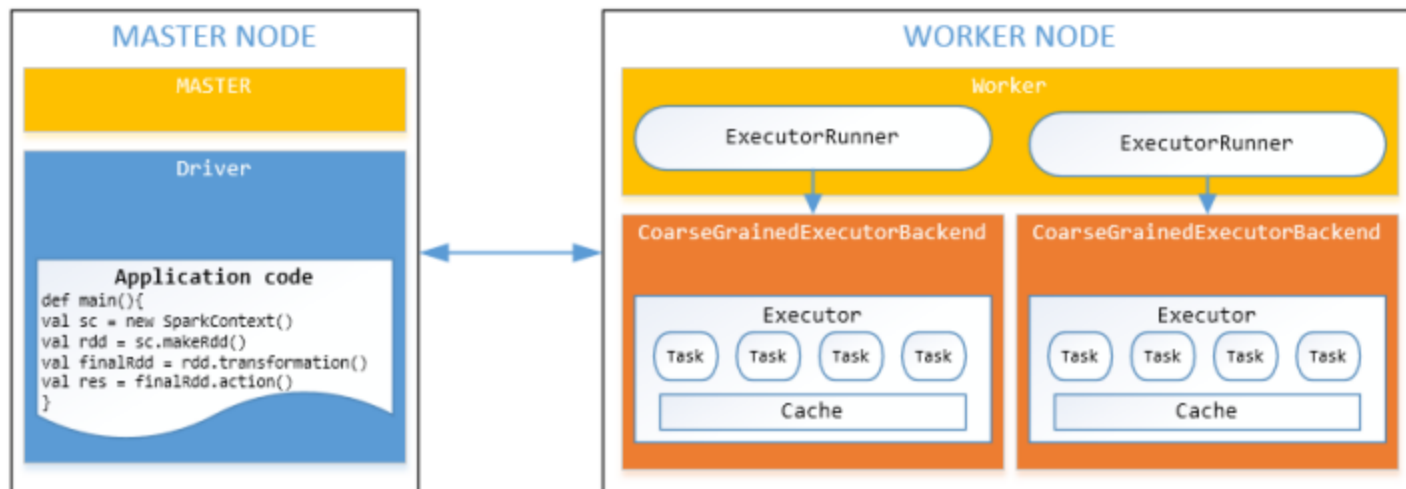 MASTER NODE
MASTER
Driver
Application code
def main(){
val sc = new SparkContext()
val rdd = sc.makeRdd()
val finalRdd = rdd.transformation()
val res = finalRdd.action()
}
WORKER NODE
Worker
ExecutorRunner
ExecutorRunner
CoarseGrainedExecutorBackend
Executor
Task Task Task Task
Cache
CoarseGrainedExecutorBackend
Executor
Task Task Task Task
Cache